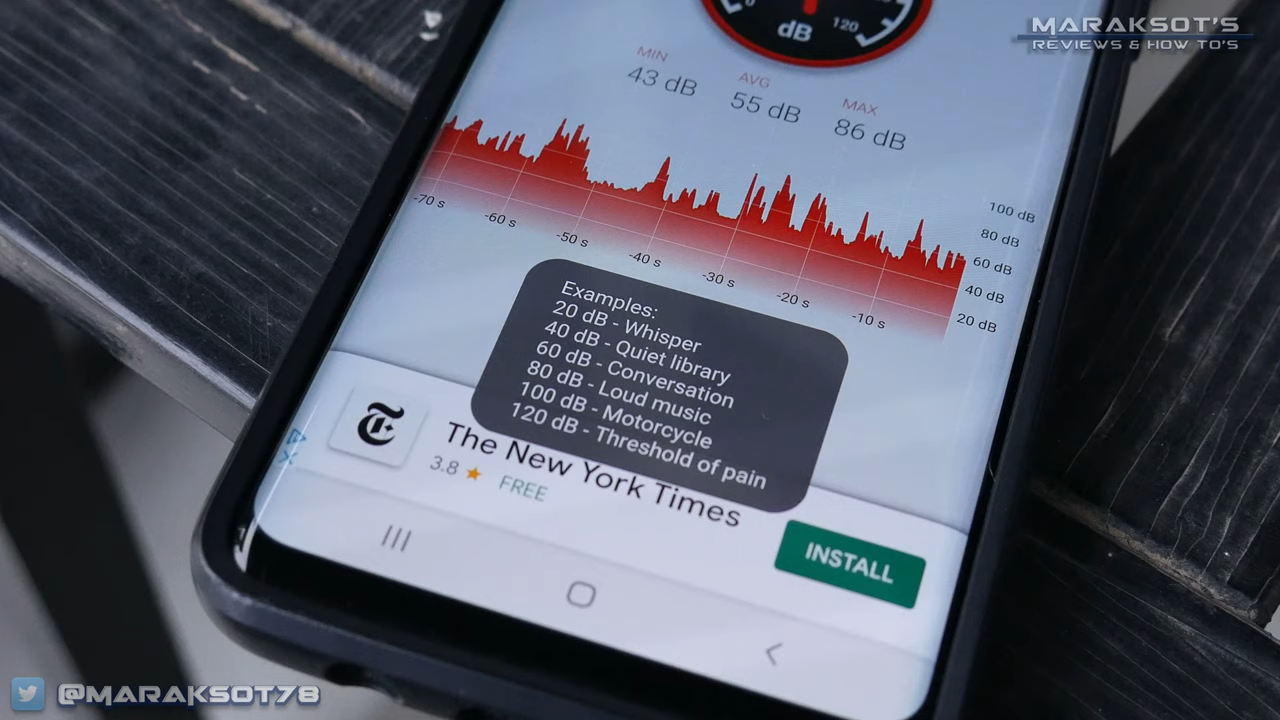 MARAKSOT'S
REVIEWS & HOW TO'S
0
dB
120
MIN
43 dB
AVG
55 dB
MAX
86 dB
-70 s
-60 s
-50 s
-40 s
-30 s
-20 s
-10 s
100 dB
80 dB
60 dB
40 dB
20 dB
Examples:
20 dB - Whisper
40 dB - Quiet library
60 dB - Conversation
80 dB - Loud music
100 dB - Motorcycle
120 dB - Threshold of pain
The New York Times
3.8 ★ FREE
INSTALL
@MARAKSOT78